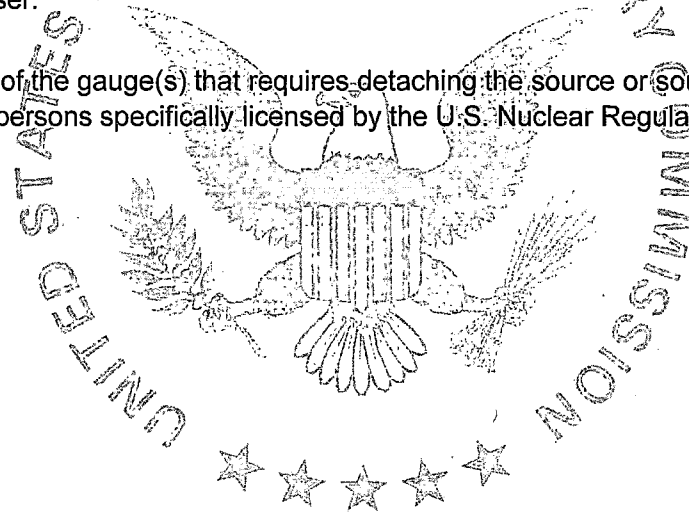 ser.
of the gauge(s) that requires detaching the source or sou
persons specifically licensed by the U.S. Nuclear Regula
UNITED STATES
Y COMMISSION